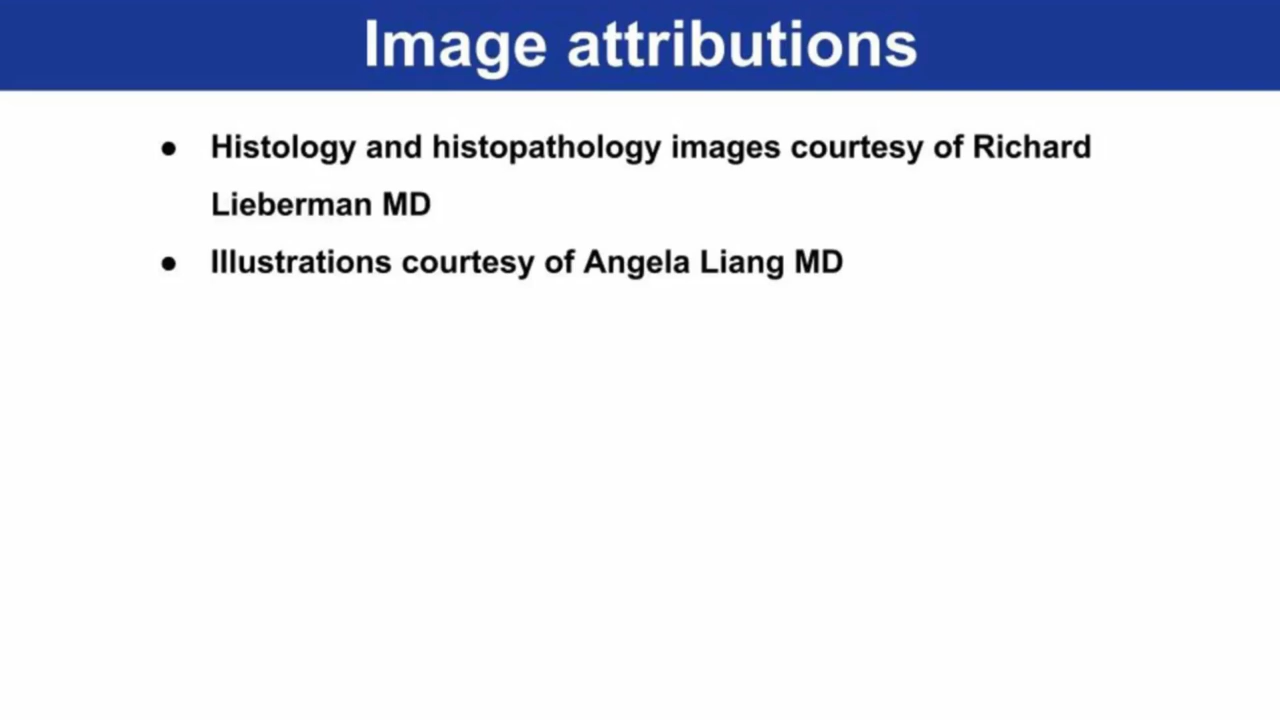 Image attributions
● Histology and histopathology images courtesy of Richard
Lieberman MD
● Illustrations courtesy of Angela Liang MD